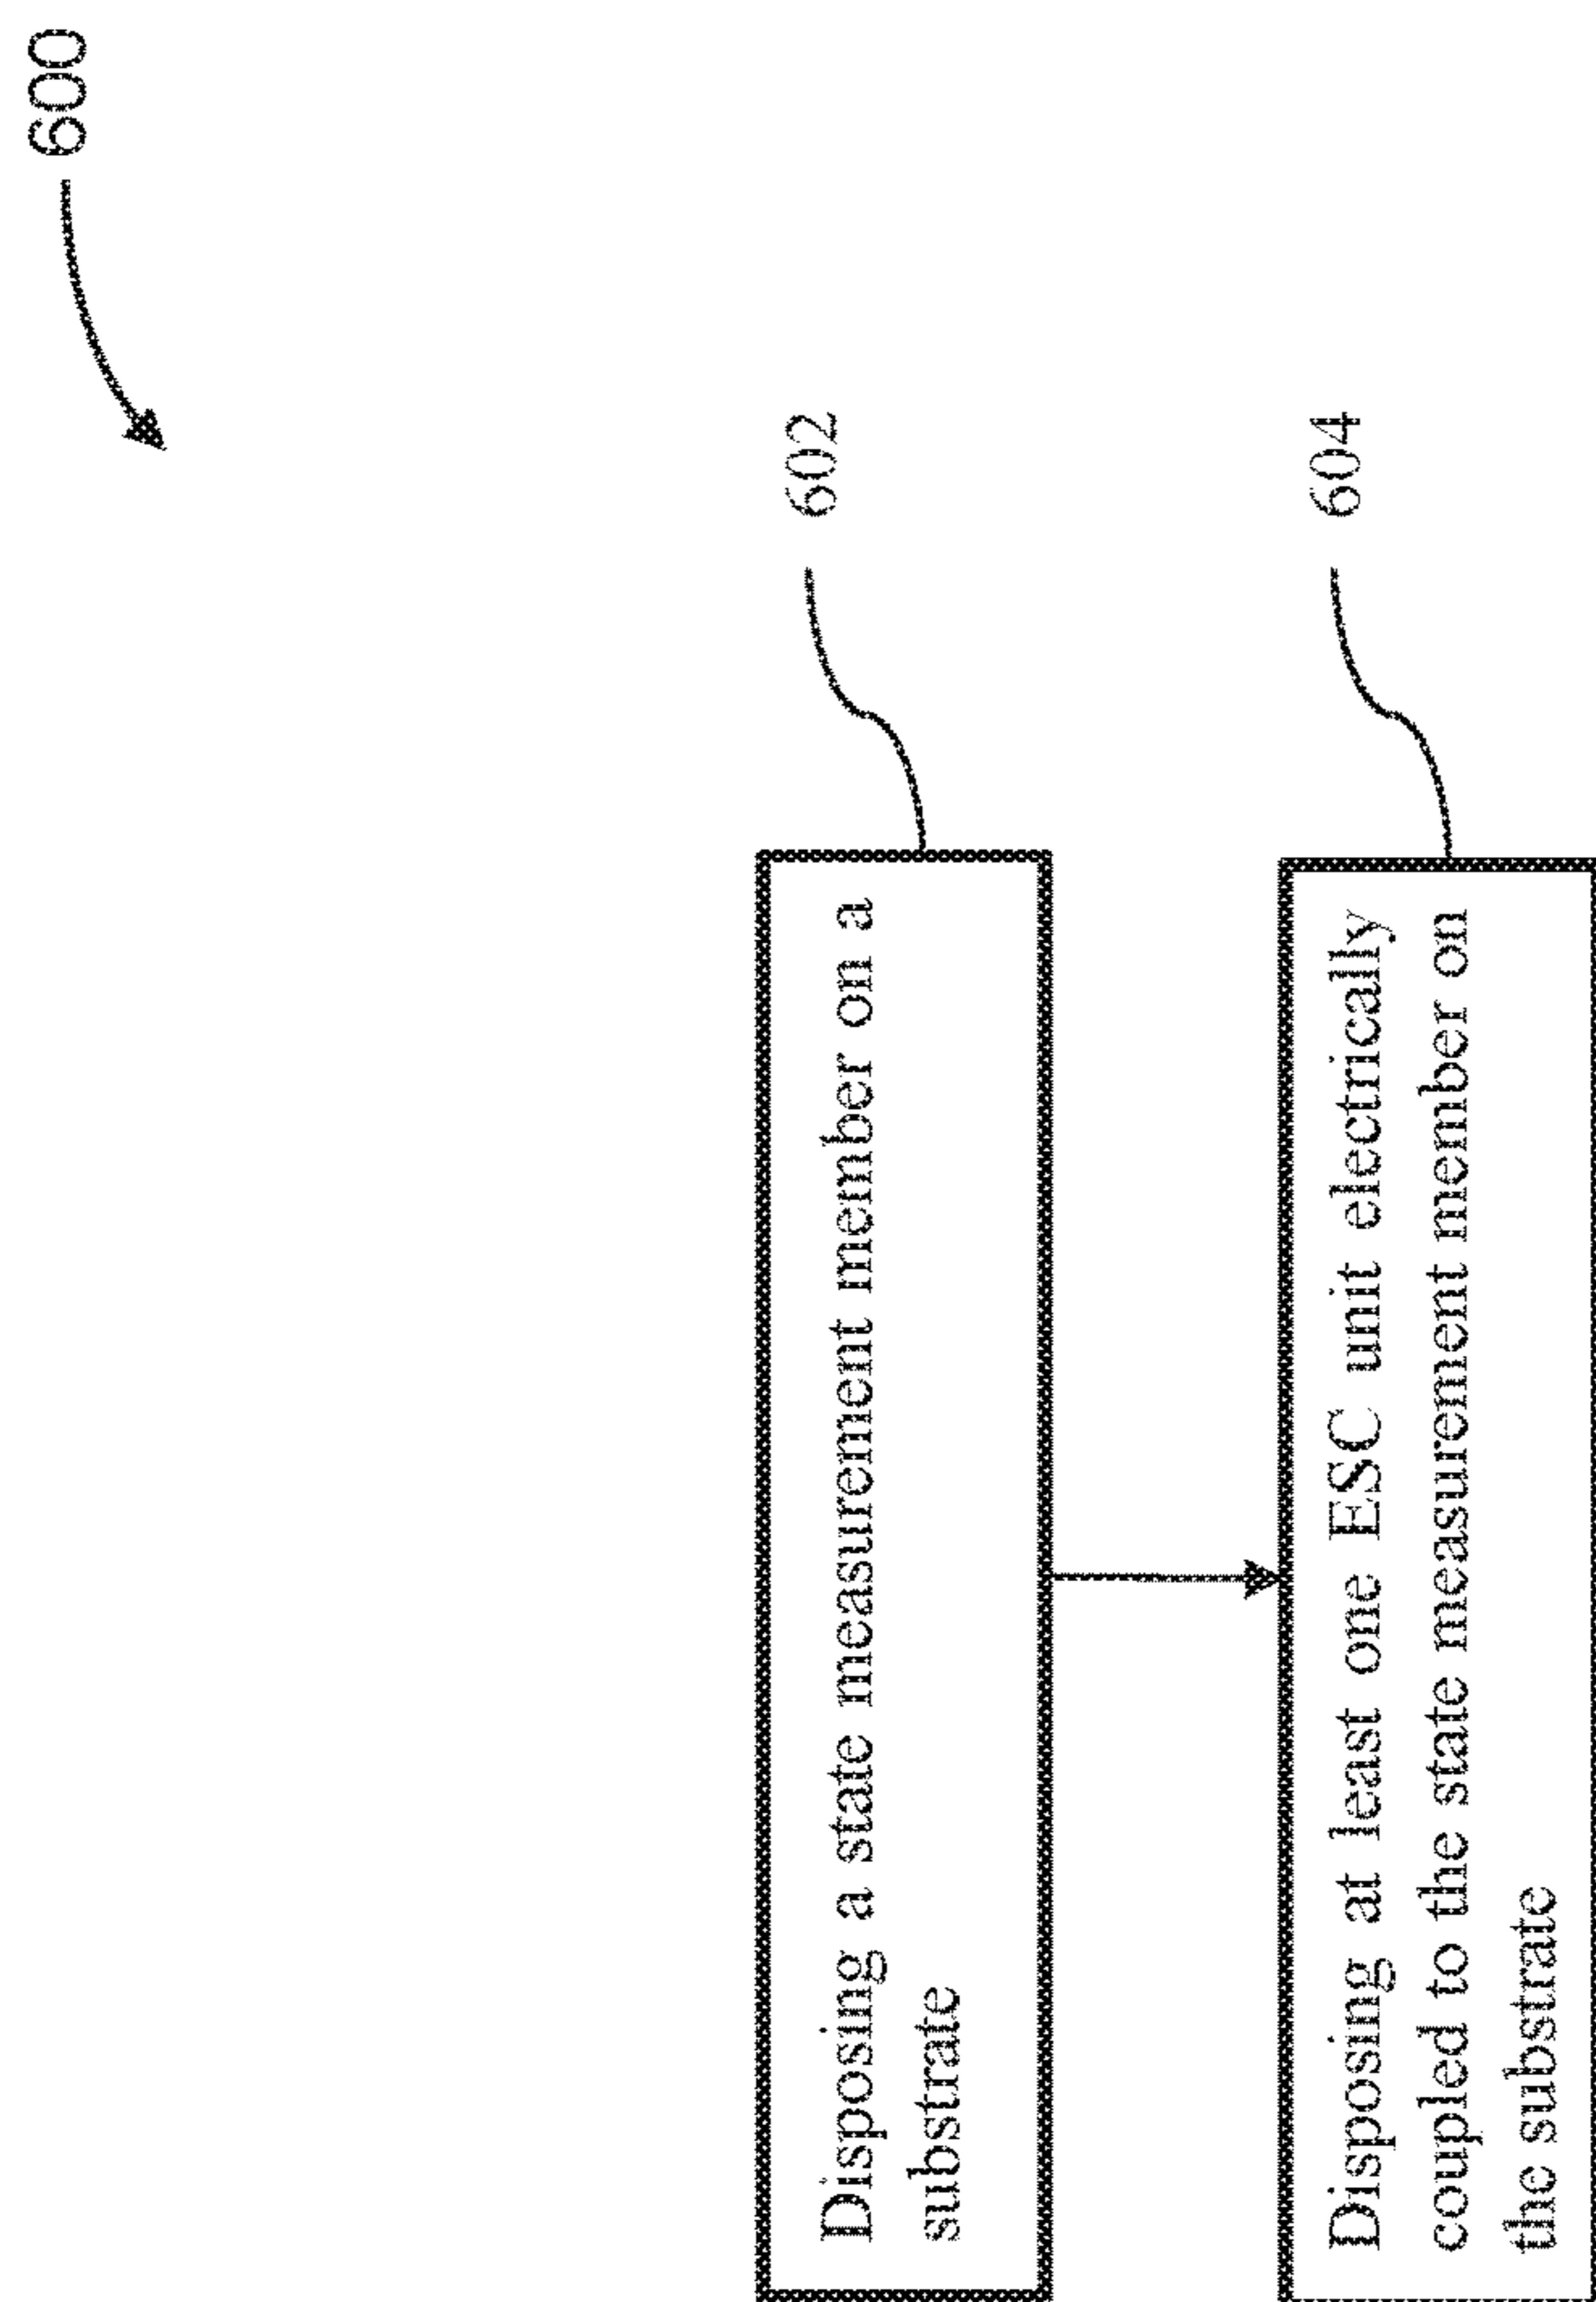 600
Disposing a state measurement member on a
substrate
602
Disposing at least one ESC unit electrically
coupled to the state measurement member on
the substrate
604